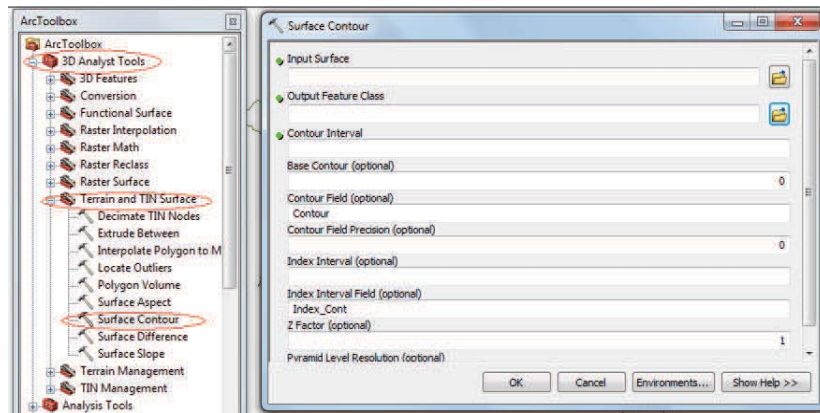 ArcToolbox
ArcToolbox
3D Analyst Tools
3D Features
Conversion
Functional Surface
Raster Interpolation
Raster Math
Raster Reclass
Raster Surface
Terrain and TIN Surface
Decimate TIN Nodes
Extrude Between
Interpolate Polygon to M
Locate Outliers
Polygon Volume
Surface Aspect
Surface Contour
Surface Difference
Surface Slope
Terrain Management
TIN Management
Analysis Tools
Surface Contour
Input Surface
Output Feature Class
Contour Interval
Base Contour (optional)
0
Contour Field (optional)
Contour
Contour Field Precision (optional)
0
Index Interval (optional)
Index Interval Field (optional)
Index_Cont
Z Factor (optional)
1
Pyramid Level Resolution (optional)
OK Cancel Environments... Show Help >>